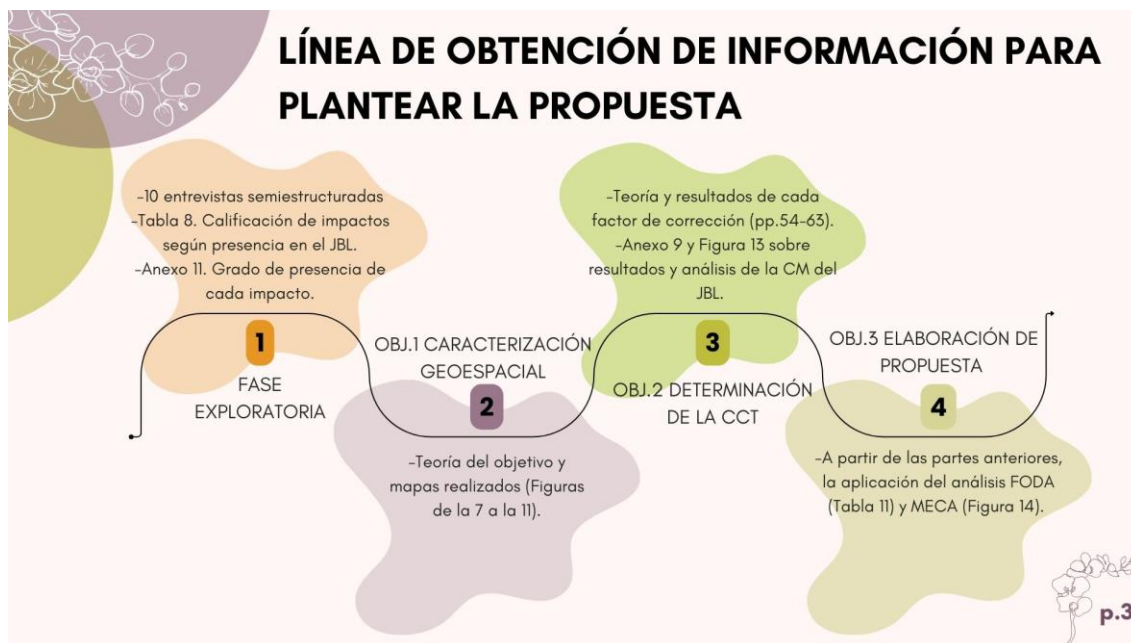 LÍNEA DE OBTENCIÓN DE INFORMACIÓN PARA
PLANTEAR LA PROPUESTA
-10 entrevistas semiestructuradas
-Tabla 8. Calificación de impactos
según presencia en el JBL.
-Anexo 11. Grado de presencia de
cada impacto.
1
FASE
EXPLORATORIA
OBJ.1 CARACTERIZACIÓN
GEOESPACIAL
2
-Teoría del objetivo y
mapas realizados (Figuras
de la 7 a la 11).
-Teoría y resultados de cada
factor de corrección (pp.54-63).
-Anexo 9 y Figura 13 sobre
resultados y análisis de la CM del
JBL.
3
OBJ.2 DETERMINACIÓN
DE LA CCT
OBJ.3 ELABORACIÓN DE
PROPUESTA
4
-A partir de las partes anteriores,
la aplicación del análisis FODA
(Tabla 11) y MECA (Figura 14).
p.3